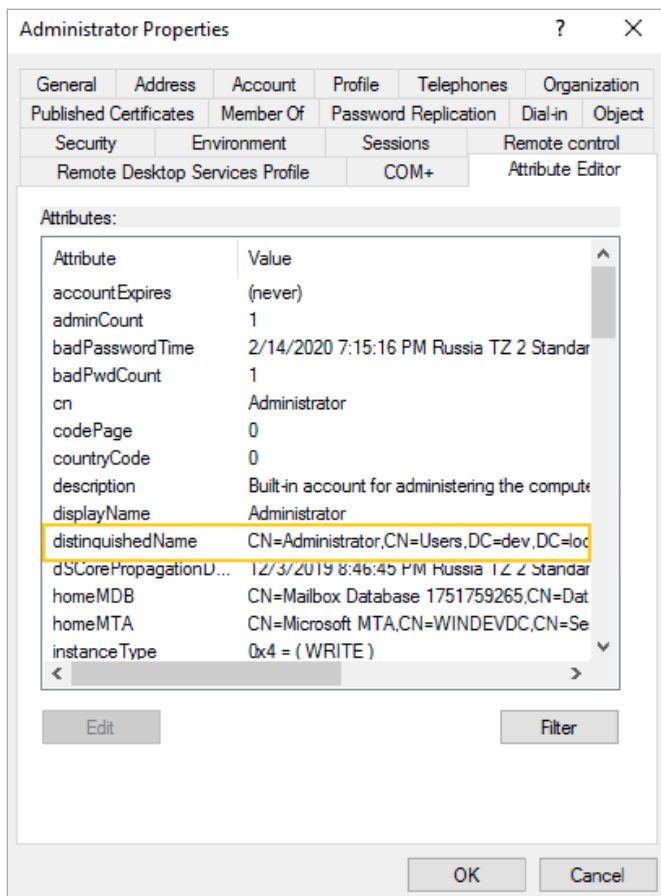 Administrator Properties ? ×
General Address Account Profile Telephones Organization
Published Certificates Member Of Password Replication Dial-in Object
Security Environment Sessions Remote control
Remote Desktop Services Profile COM+ Attribute Editor
Attributes:
Attribute Value
accountExpires (never)
adminCount 1
badPasswordTime 2/14/2020 7:15:16 PM Russia TZ 2 Standar
badPwdCount 1
cn Administrator
codePage 0
countryCode 0
description Built-in account for administering the compute
displayName Administrator
distinguishedName CN=Administrator,CN=Users,DC=dev,DC=loc
dSCorePropagationD... 12/3/2019 8:46:45 PM Russia TZ 2 Standar
homeMDB CN=Mailbox Database 1751759265,CN=Dat
homeMTA CN=Microsoft MTA,CN=WINDEVDC,CN=Se
instanceType 0x4 = ( WRITE )
Edit Filter
OK Cancel